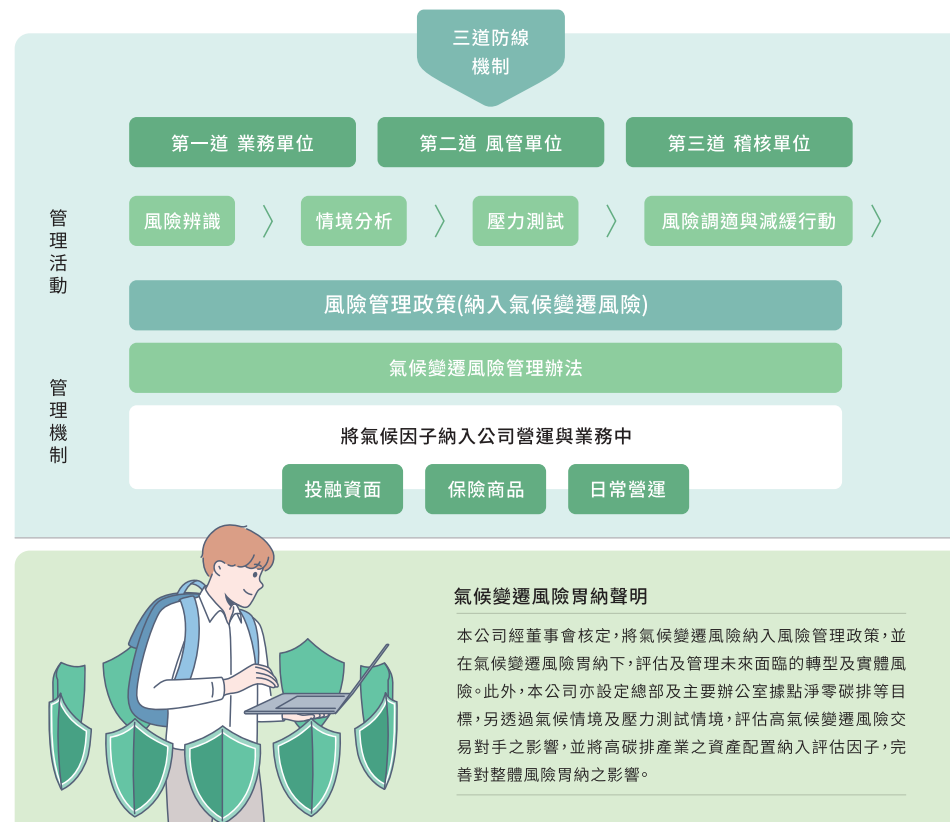 三道防線
機制
第一道 業務單位
第二道 風管單位
第三道 稽核單位
管理活動
風險辨識
情境分析
壓力測試
風險調適與減緩行動
管理機制
風險管理政策(納入氣候變遷風險)
氣候變遷風險管理辦法
將氣候因子納入公司營運與業務中
投融資面
保險商品
日常營運
氣候變遷風險胃納聲明
本公司經董事會核定,將氣候變遷風險納入風險管理政策,並
在氣候變遷風險胃納下,評估及管理未來面臨的轉型及實體風
險。此外,本公司亦設定總部及主要辦公室據點淨零碳排等目
標,另透過氣候情境及壓力測試情境,評估高氣候變遷風險交
易對手之影響,並將高碳排產業之資產配置納入評估因子,完
善對整體風險胃納之影響。